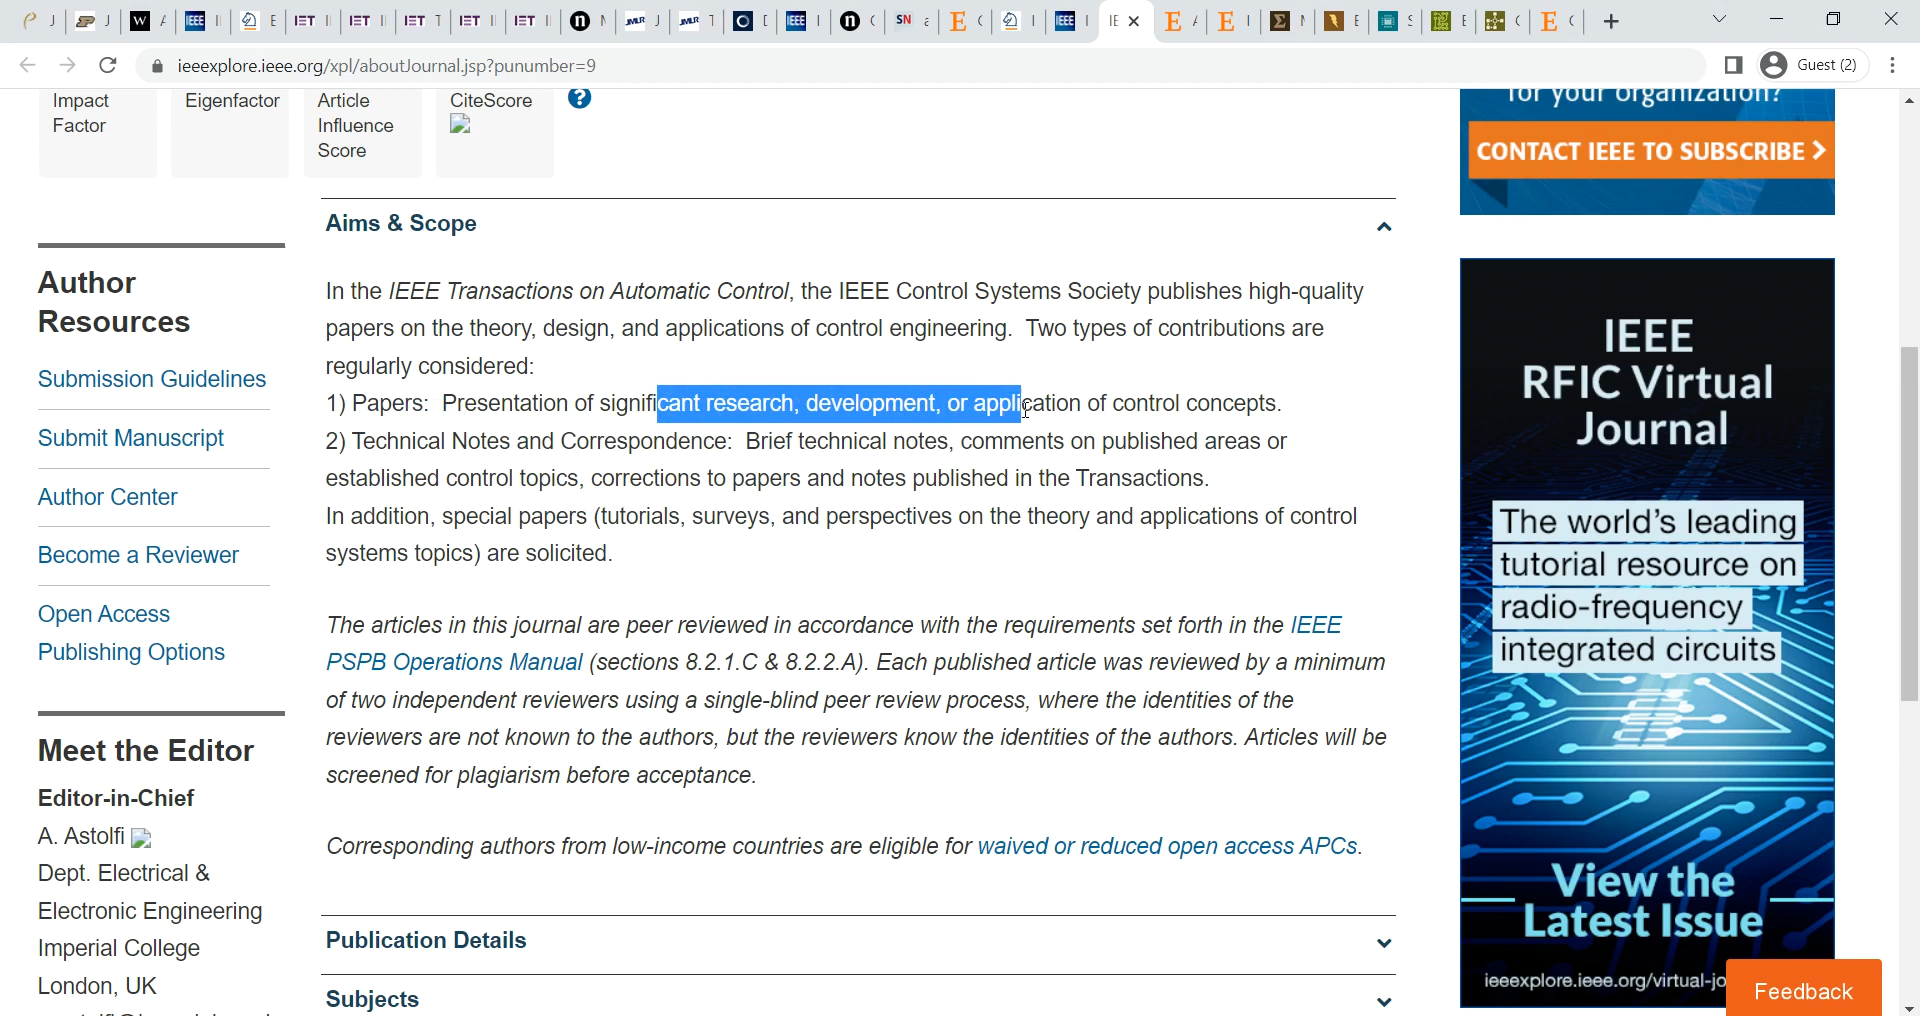 ieeexplore.ieee.org/xpl/aboutJournal.jsp?punumber=9
Guest (2)
Impact
Factor
Eigenfactor
Article
Influence
Score
CiteScore
Aims & Scope
In the IEEE Transactions on Automatic Control, the IEEE Control Systems Society publishes high-quality
papers on the theory, design, and applications of control engineering. Two types of contributions are
regularly considered:
1) Papers: Presentation of significant research, development, or application of control concepts.
2) Technical Notes and Correspondence: Brief technical notes, comments on published areas or
established control topics, corrections to papers and notes published in the Transactions.
In addition, special papers (tutorials, surveys, and perspectives on the theory and applications of control
systems topics) are solicited.
The articles in this journal are peer reviewed in accordance with the requirements set forth in the IEEE
PSPB Operations Manual (sections 8.2.1.C & 8.2.2.A). Each published article was reviewed by a minimum
of two independent reviewers using a single-blind peer review process, where the identities of the
reviewers are not known to the authors, but the reviewers know the identities of the authors. Articles will be
screened for plagiarism before acceptance.
Corresponding authors from low-income countries are eligible for waived or reduced open access APCs.
Publication Details
Subjects
Author
Resources
Submission Guidelines
Submit Manuscript
Author Center
Become a Reviewer
Open Access
Publishing Options
Meet the Editor
Editor-in-Chief
A. Astolfi
Dept. Electrical &
Electronic Engineering
Imperial College
London, UK
for your organization?
CONTACT IEEE TO SUBSCRIBE
IEEE
RFIC Virtual
Journal
The world's leading
tutorial resource on
radio-frequency
integrated circuits
View the
Latest Issue
ieeexplore.ieee.org/virtual-jo
Feedback